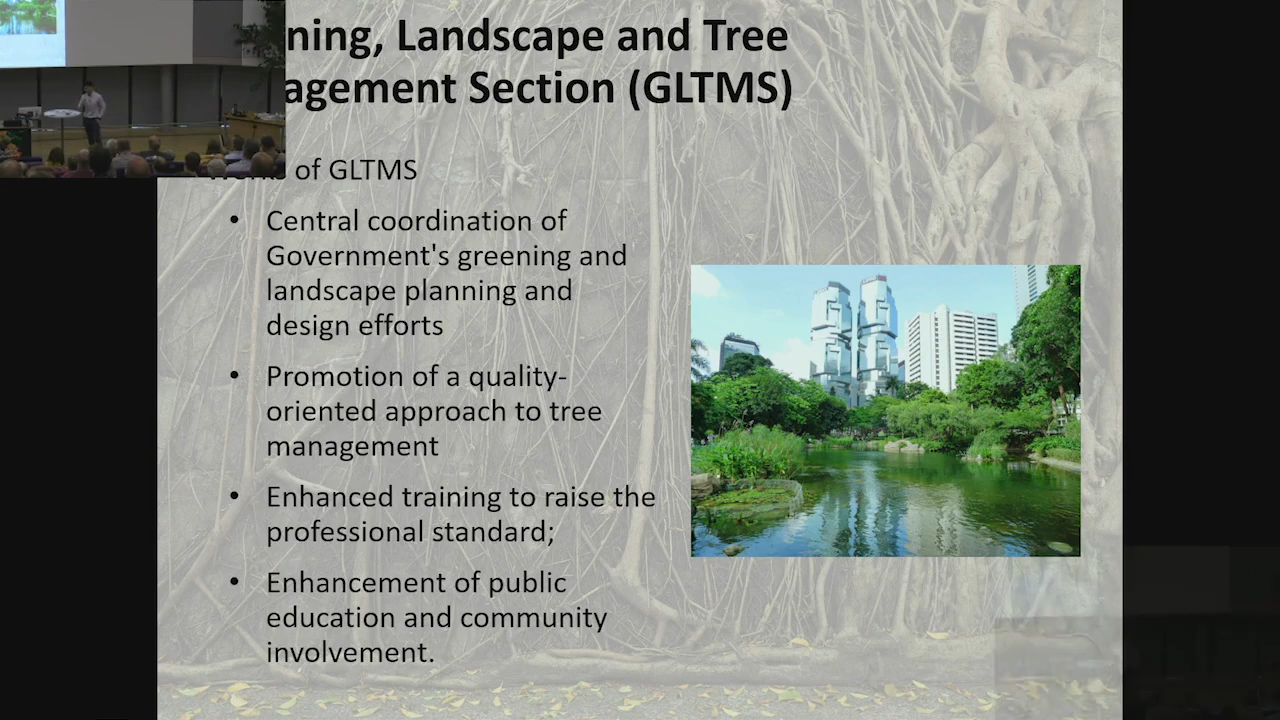 ning, Landscape and Tree
agement Section (GLTMS)
of GLTMS
• Central coordination of
Government's greening and
landscape planning and
design efforts
• Promotion of a quality-
oriented approach to tree
management
• Enhanced training to raise the
professional standard;
• Enhancement of public
education and community
involvement.